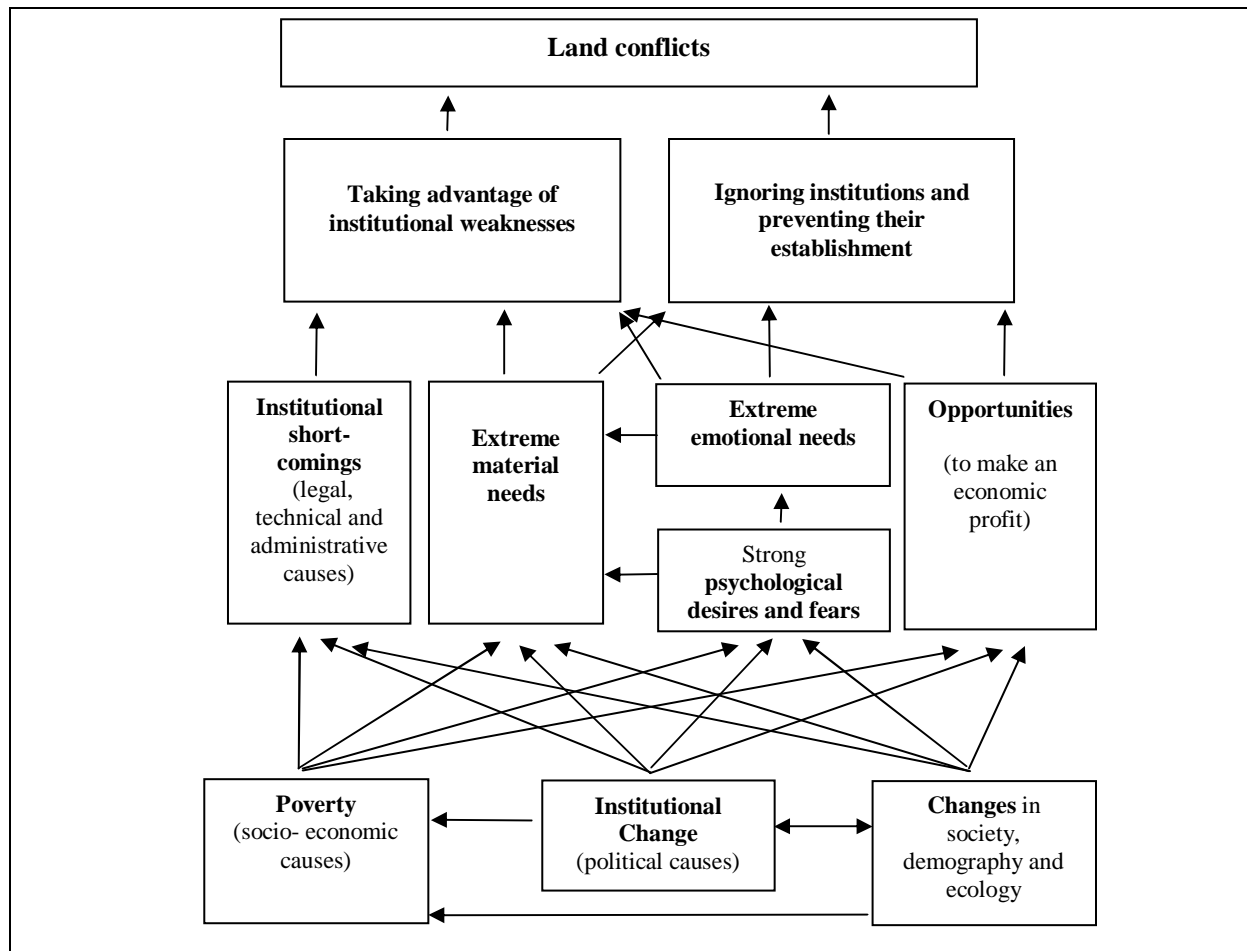 Land conflicts
Taking advantage of
institutional weaknesses
Ignoring institutions and
preventing their
establishment
Institutional
short-
comings
(legal,
technical and
administrative
causes)
Extreme
material
needs
Extreme
emotional needs
Opportunities
(to make an
economic
profit)
Strong
psychological
desires and fears
Poverty
(socio- economic
causes)
Institutional
Change
(political causes)
Changes in
society,
demography and
ecology